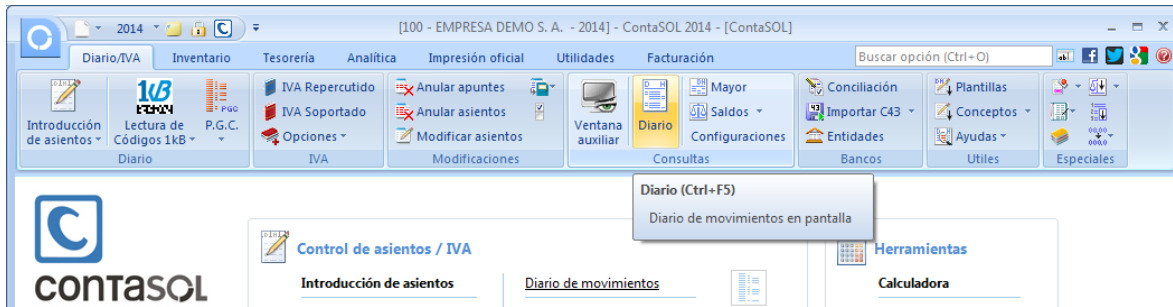 2014
[100 - EMPRESA DEMO S. A. - 2014] - ContaSOL 2014 - [ContaSOL]
Diario/IVA Inventario Tesorería Analítica Impresión oficial Utilidades Facturación Buscar opción (Ctrl+O)
Introducción de asientos
Lectura de Códigos 1kB
PGC
P.G.C.
Diario
IVA Repercutido
IVA Soportado
Opciones
IVA
Anular apuntes
Anular asientos
Modificar asientos
Modificaciones
Ventana auxiliar
Diario
Mayor
Saldos
Configuraciones
Consultas
Conciliación
Importar C43
Entidades
Bancos
Plantillas
Conceptos
Ayudas
Utiles
Especiales
Diario (Ctrl+F5)
Diario de movimientos en pantalla
contasol
Control de asientos / IVA
Introducción de asientos
Diario de movimientos
Herramientas
Calculadora